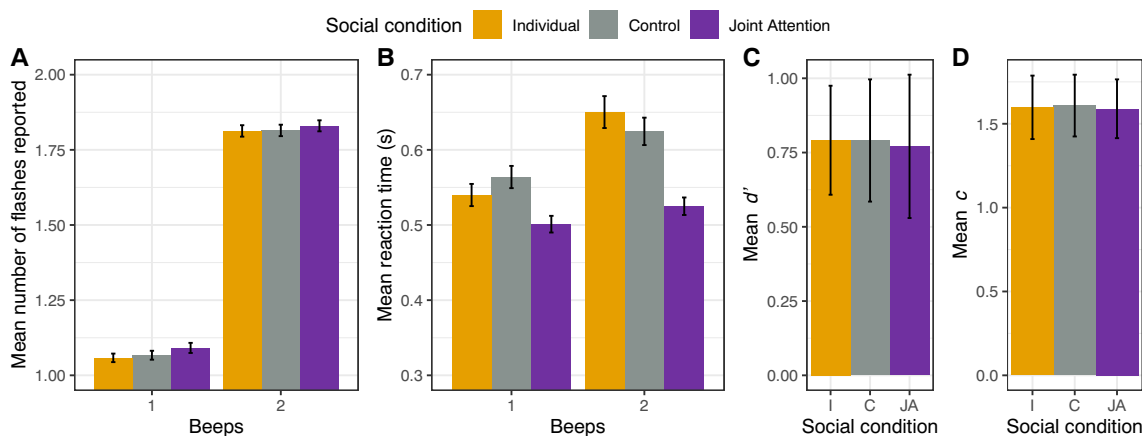 Social condition Individual Control Joint Attention
A
Mean number of flashes reported
2.00
1.75
1.50
1.25
1.00
1 2
Beeps
B
Mean reaction time (s)
0.7
0.6
0.5
0.4
0.3
1 2
Beeps
C
Mean d'
1.00
0.75
0.50
0.25
0.00
I C JA
Social condition
D
Mean c
1.5
1.0
0.5
0.0
I C JA
Social condition